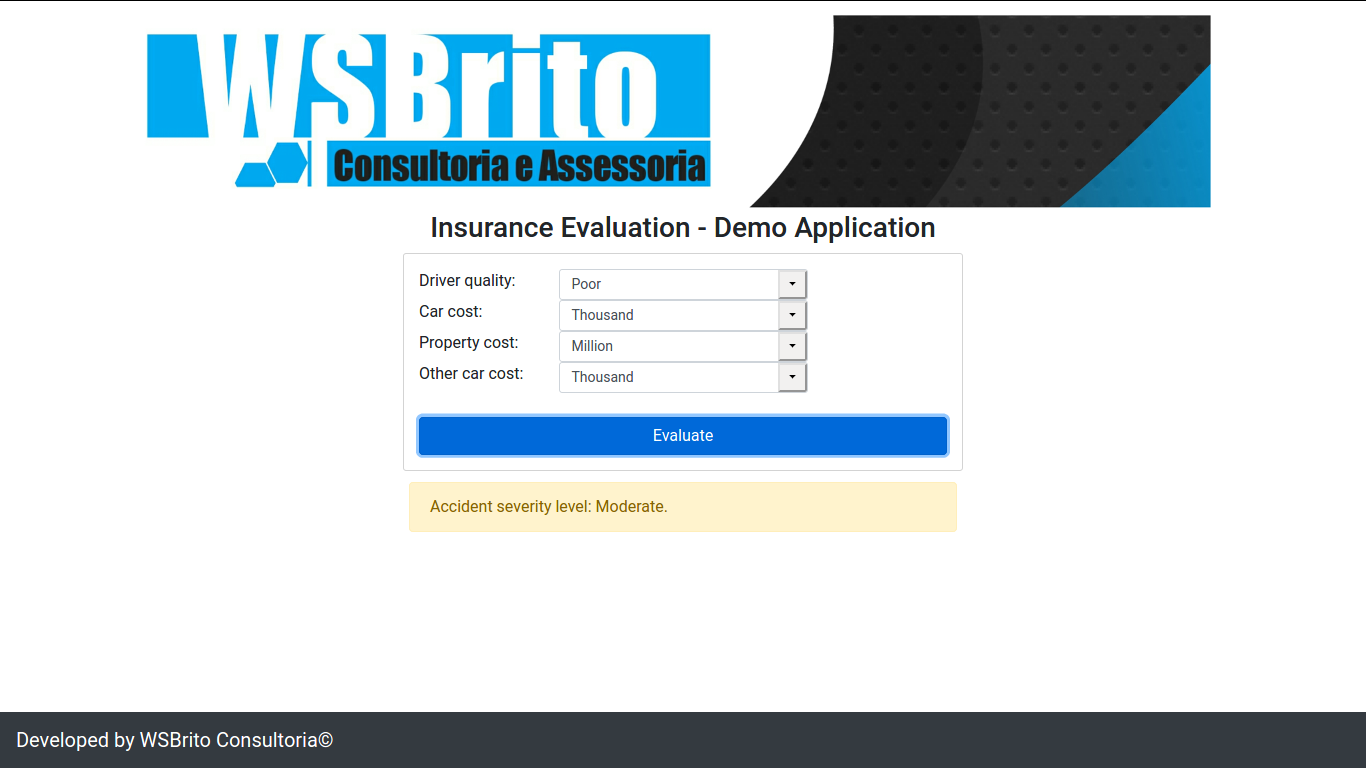 WSBrito
Consultoria e Assessoria
Insurance Evaluation - Demo Application
Driver quality: Poor
Car cost: Thousand
Property cost: Million
Other car cost: Thousand
Evaluate
Accident severity level: Moderate.
Developed by WSBrito Consultoria©